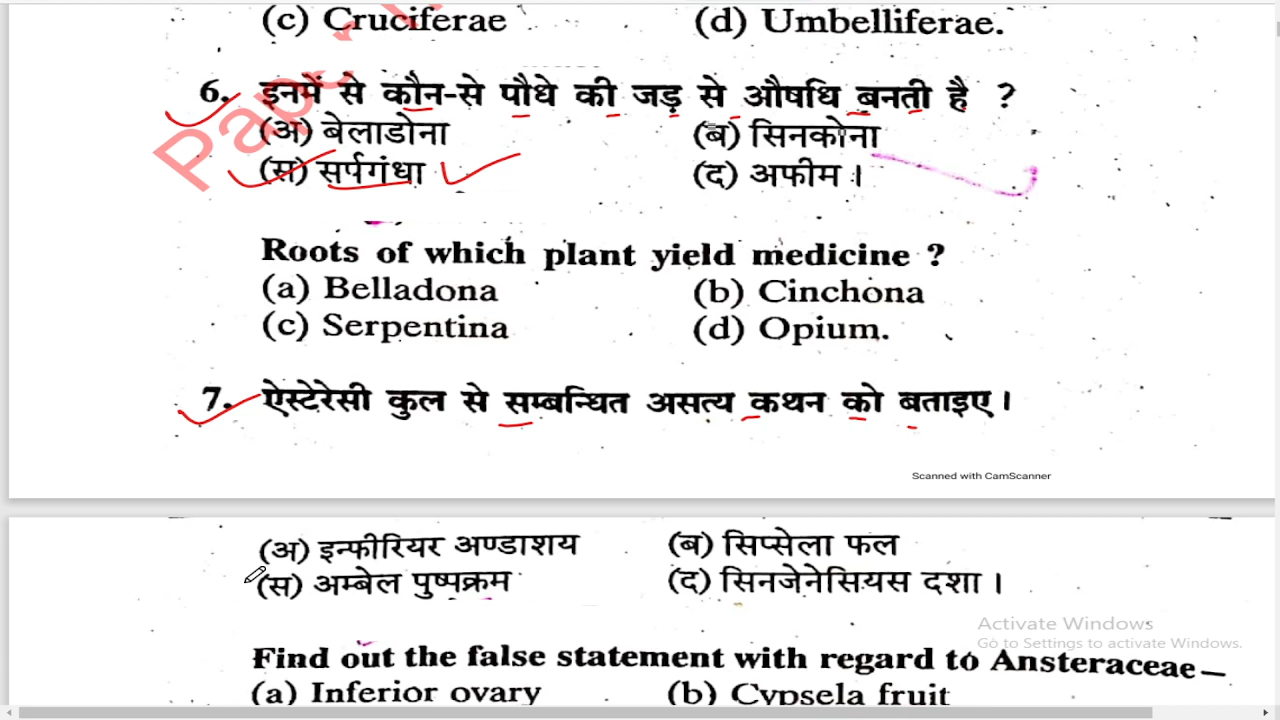 (c) Cruciferae (d) Umbelliferae.
6. इनमें से कौन-से पौधे की जड़ से औषधि बनती है ?
(अ) बेलाडोना (ब) सिनकोना
(स) सर्पगंधा (द) अफीम ।
Roots of which plant yield medicine ?
(a) Belladona (b) Cinchona
(c) Serpentina (d) Opium.
7. ऐस्टेरेसी कुल से सम्बन्धित असत्य कथन को बताइए ।
Scanned with CamScanner
(अ) इन्फीरियर अण्डाशय (ब) सिप्सेला फल
(स) अम्बेल पुष्पक्रम (द) सिनजेनेसियस दशा ।
Activate Windows
Go to Settings to activate Windows.
Find out the false statement with regard to Ansteraceae –
(a) Inferior ovary (b) Cypsela fruit